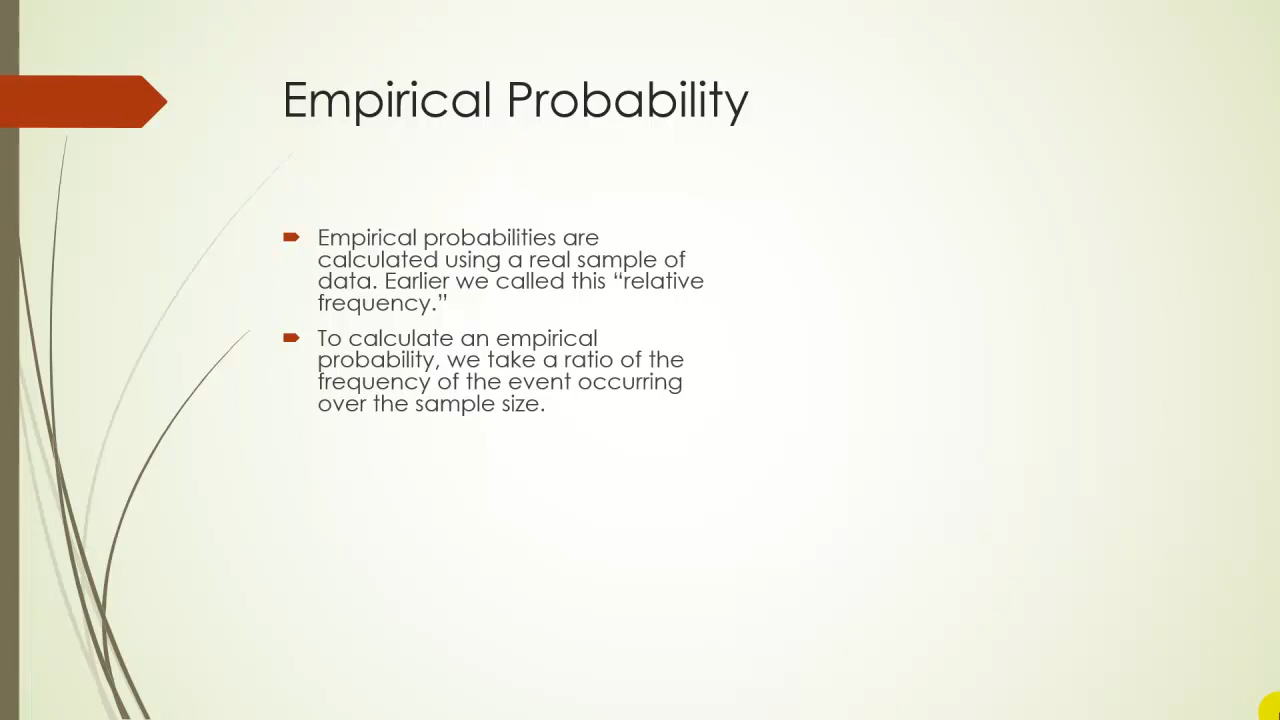 Empirical Probability
Empirical probabilities are
calculated using a real sample of
data. Earlier we called this “relative
frequency.”
To calculate an empirical
probability, we take a ratio of the
frequency of the event occurring
over the sample size.